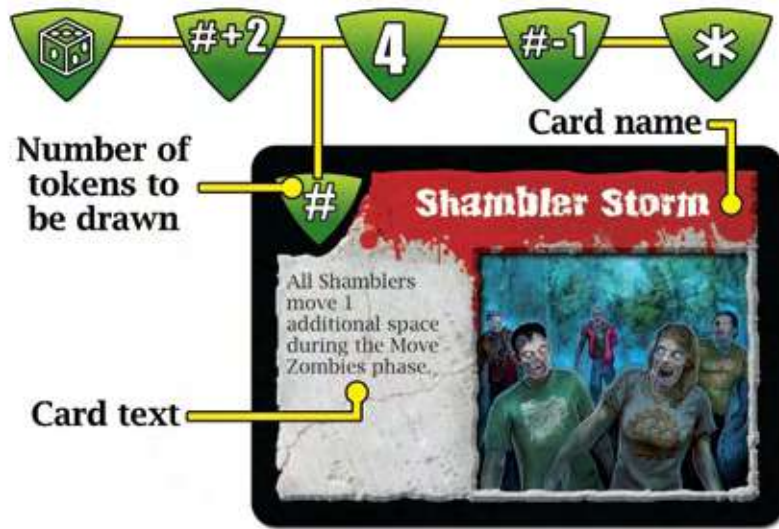 #+2
4
#-1
*
Card name
Number of
tokens to
be drawn
#
Shambler Storm
All Shamblers
move 1
additional space
during the Move
Zombies phase.
Card text